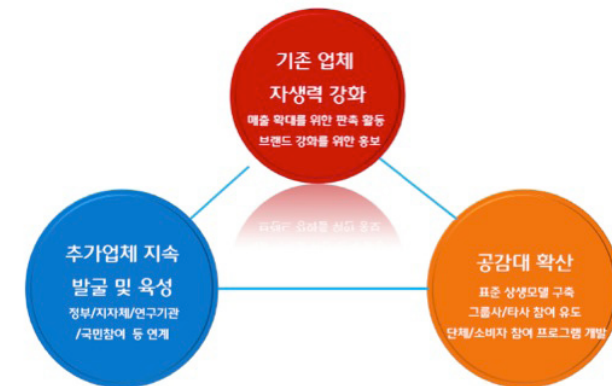 기존 업체
자생력 강화
매출 확대를 위한 판촉 활동
브랜드 강화를 위한 홍보
추가업체 지속
발굴 및 육성
정부/지자체/연구기관
/국민참여 등 연계
공감대 확산
표준 상생모델 구축
그룹사/타사 참여 유도
단체/소비자 참여 프로그램 개발